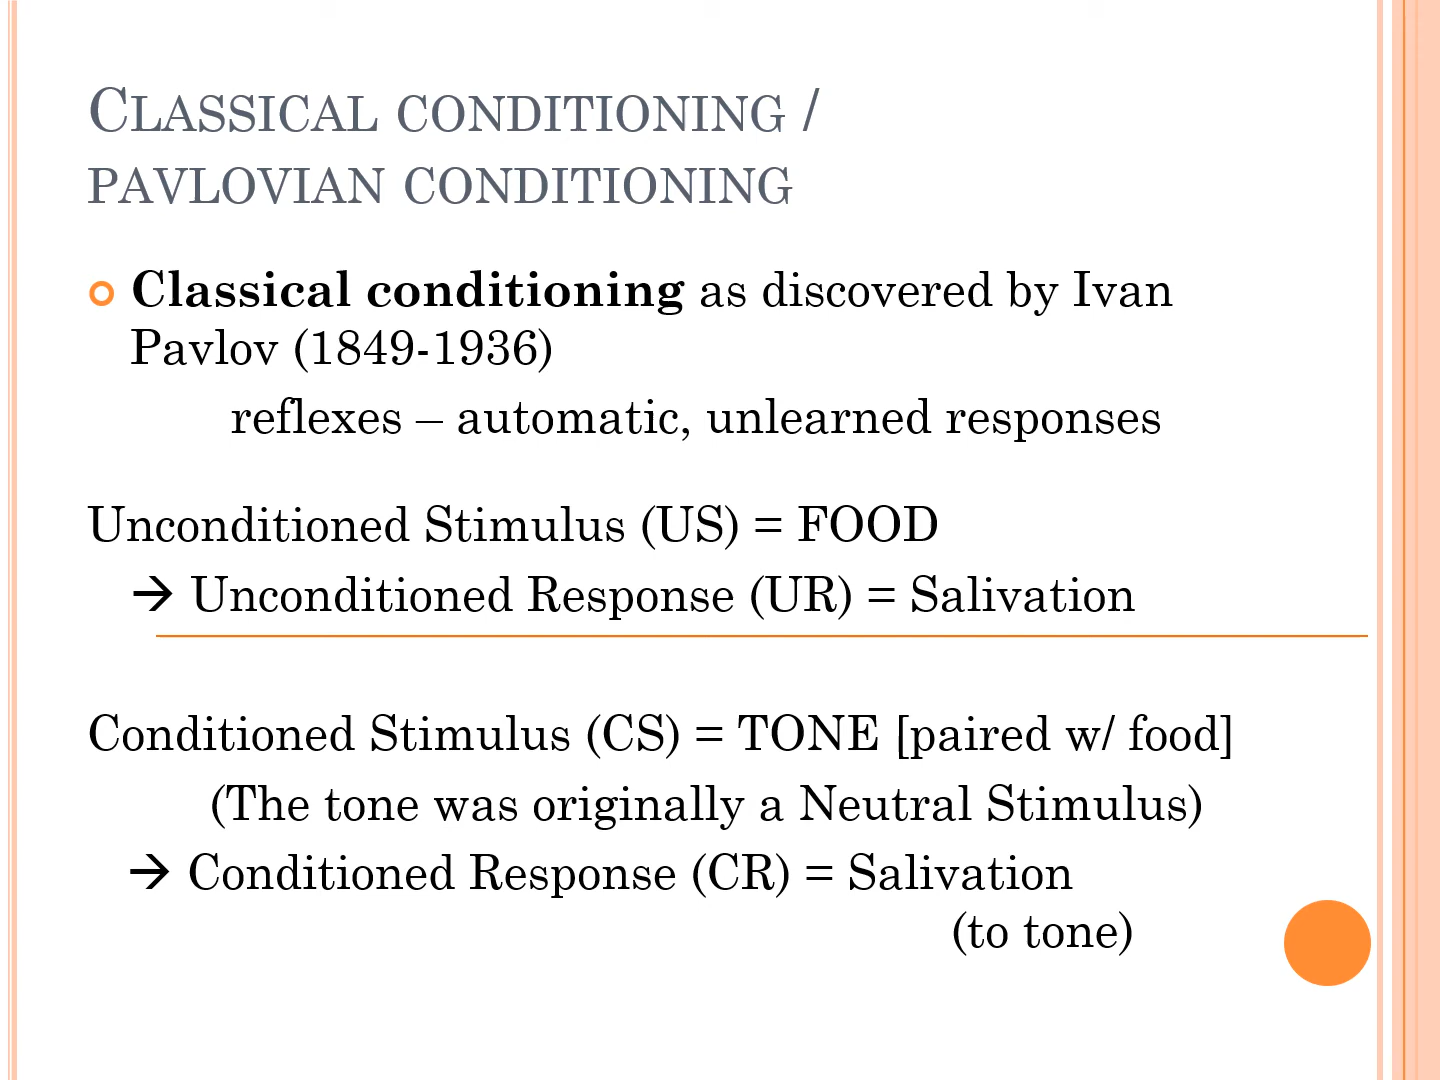 CLASSICAL CONDITIONING /
PAVLOVIAN CONDITIONING
Classical conditioning as discovered by Ivan
Pavlov (1849-1936)
reflexes – automatic, unlearned responses
Unconditioned Stimulus (US) = FOOD
→ Unconditioned Response (UR) = Salivation
Conditioned Stimulus (CS) = TONE [paired w/ food]
(The tone was originally a Neutral Stimulus)
→ Conditioned Response (CR) = Salivation
(to tone)